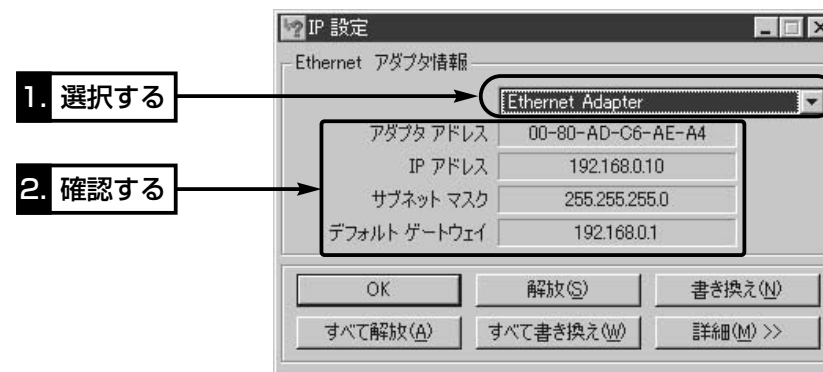 IP 設定
Ethernet アダプタ情報
1. 選択する
Ethernet Adapter
アダプタ アドレス 00-80-AD-C6-AE-A4
IP アドレス 192.168.0.10
2. 確認する
サブネット マスク 255.255.255.0
デフォルト ゲートウェイ 192.168.0.1
OK 解放(S) 書き換え(N)
すべて解放(A) すべて書き換え(W) 詳細(M) >>